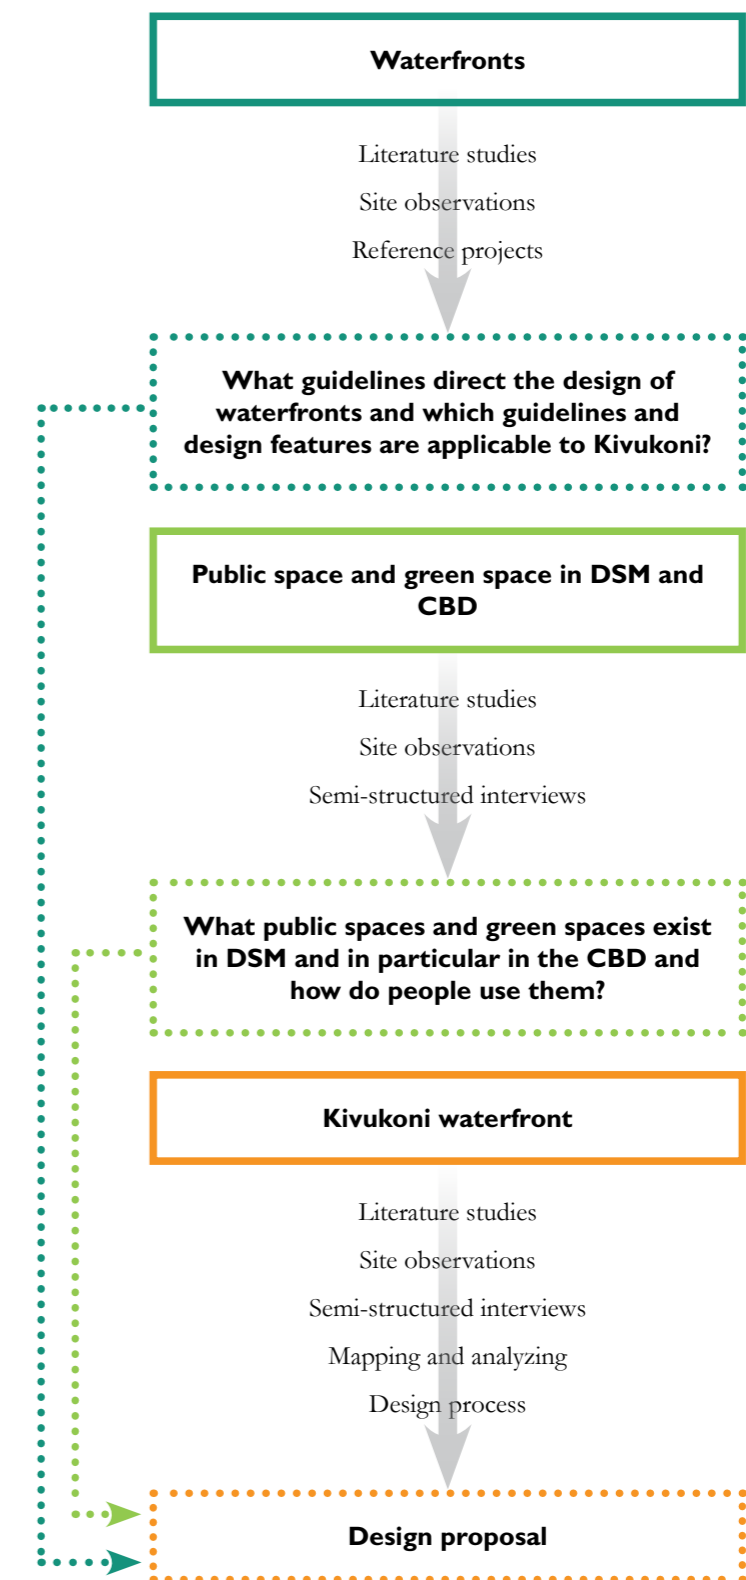 Waterfronts
Literature studies
Site observations
Reference projects
What guidelines direct the design of
waterfronts and which guidelines and
design features are applicable to Kivukoni?
Public space and green space in DSM and
CBD
Literature studies
Site observations
Semi-structured interviews
What public spaces and green spaces exist
in DSM and in particular in the CBD and
how do people use them?
Kivukoni waterfront
Literature studies
Site observations
Semi-structured interviews
Mapping and analyzing
Design process
Design proposal